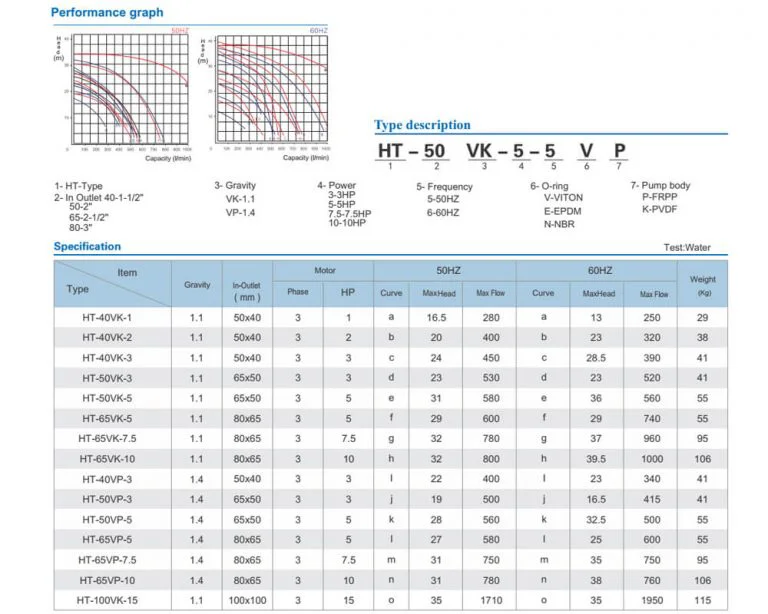 Performance graph
50HZ
60HZ
Head
(m)
Head
(m)
0 100 200 300 400 500 600 700 800 900 1000
Capacity (l/min)
Capacity (l/min)
Type description
HT – 50 VK – 5 – 5 V P
1 2 3 4 5 6 7
1- HT-Type
2- In Outlet 40-1-1/2"
50-2"
65-2-1/2"
80-3"
3- Gravity
VK-1.1
VP-1.4
4- Power
3-3HP
5-5HP
7.5-7.5HP
10-10HP
5- Frequency
5-50HZ
6-60HZ
6- O-ring
V-VITON
E-EPDM
N-NBR
7- Pump body
P-FRPP
K-PVDF
Specification
Test:Water
Item Type Gravity In-Outlet (mm) Motor 50HZ 60HZ Weight (Kg)
Phase HP Curve MaxHead Max Flow Curve MaxHead Max Flow
HT-40VK-1 1.1 50x40 3 1 a 16.5 280 a 13 250 29
HT-40VK-2 1.1 50x40 3 2 b 20 400 b 23 320 38
HT-40VK-3 1.1 50x40 3 3 c 24 450 c 28.5 390 41
HT-50VK-3 1.1 65x50 3 3 d 23 530 d 23 520 41
HT-50VK-5 1.1 65x50 3 5 e 31 580 e 36 560 55
HT-65VK-5 1.1 80x65 3 5 f 29 600 f 29 740 55
HT-65VK-7.5 1.1 80x65 3 7.5 g 32 780 g 37 960 95
HT-65VK-10 1.1 80x65 3 10 h 32 800 h 39.5 1000 106
HT-40VP-3 1.4 50x40 3 3 l 22 400 l 23 340 41
HT-50VP-3 1.4 65x50 3 3 j 19 500 j 16.5 415 41
HT-50VP-5 1.4 65x50 3 5 k 28 560 k 32.5 500 55
HT-65VP-5 1.4 80x65 3 5 l 27 580 l 25 600 55
HT-65VP-7.5 1.4 80x65 3 7.5 m 31 750 m 35 750 95
HT-65VP-10 1.4 80x65 3 10 n 31 780 n 38 760 106
HT-100VK-15 1.1 100x100 3 15 o 35 1710 o 35 1950 115